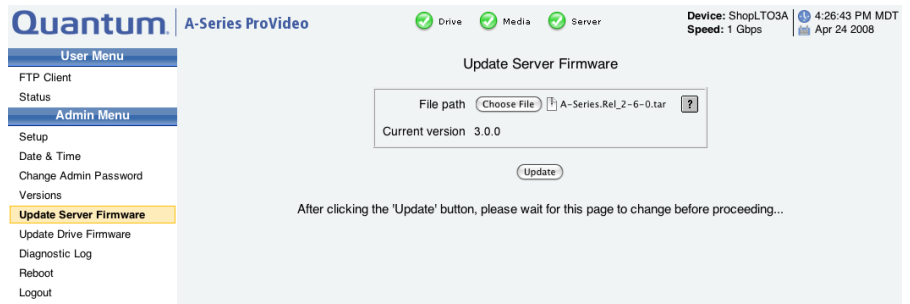 Quantum. A-Series ProVideo
Drive Media Server
Device: ShopLTO3A 4:26:43 PM MDT
Speed: 1 Gbps Apr 24 2008
User Menu
FTP Client
Status
Admin Menu
Setup
Date & Time
Change Admin Password
Versions
Update Server Firmware
Update Drive Firmware
Diagnostic Log
Reboot
Logout
Update Server Firmware
File path Choose File A-Series.Rel_2-6-0.tar ?
Current version 3.0.0
Update
After clicking the 'Update' button, please wait for this page to change before proceeding...